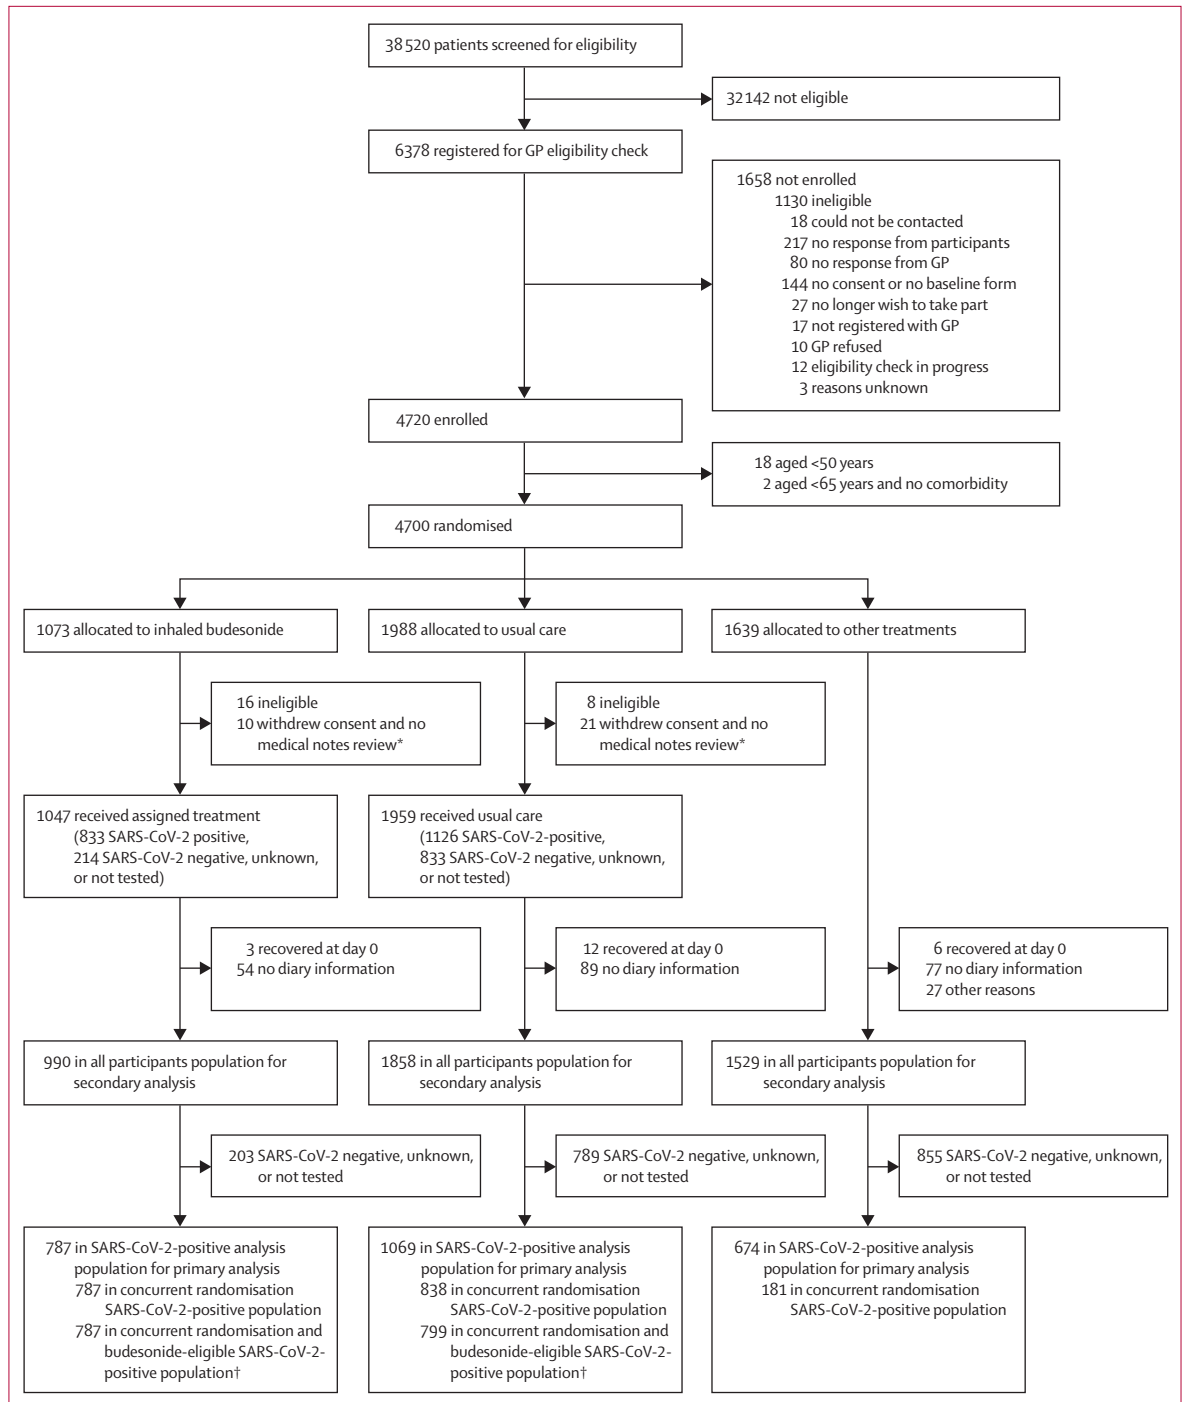 38 520 patients screened for eligibility
32 142 not eligible
6378 registered for GP eligibility check
1658 not enrolled
1130 ineligible
18 could not be contacted
217 no response from participants
80 no response from GP
144 no consent or no baseline form
27 no longer wish to take part
17 not registered with GP
10 GP refused
12 eligibility check in progress
3 reasons unknown
4720 enrolled
18 aged <50 years
2 aged <65 years and no comorbidity
4700 randomised
1073 allocated to inhaled budesonide
1988 allocated to usual care
1639 allocated to other treatments
16 ineligible
10 withdrew consent and no
medical notes review*
8 ineligible
21 withdrew consent and no
medical notes review*
1047 received assigned treatment
(833 SARS-CoV-2 positive,
214 SARS-CoV-2 negative, unknown,
or not tested)
1959 received usual care
(1126 SARS-CoV-2-positive,
833 SARS-CoV-2 negative, unknown,
or not tested)
3 recovered at day 0
54 no diary information
12 recovered at day 0
89 no diary information
6 recovered at day 0
77 no diary information
27 other reasons
990 in all participants population for
secondary analysis
1858 in all participants population for
secondary analysis
1529 in all participants population for
secondary analysis
203 SARS-CoV-2 negative, unknown,
or not tested
789 SARS-CoV-2 negative, unknown,
or not tested
855 SARS-CoV-2 negative, unknown,
or not tested
787 in SARS-CoV-2-positive analysis
population for primary analysis
787 in concurrent randomisation
SARS-CoV-2-positive population
787 in concurrent randomisation and
budesonide-eligible SARS-CoV-2-
positive population†
1069 in SARS-CoV-2-positive analysis
population for primary analysis
838 in concurrent randomisation
SARS-CoV-2-positive population
799 in concurrent randomisation and
budesonide-eligible SARS-CoV-2-
positive population†
674 in SARS-CoV-2-positive analysis
population for primary analysis
181 in concurrent randomisation
SARS-CoV-2-positive population